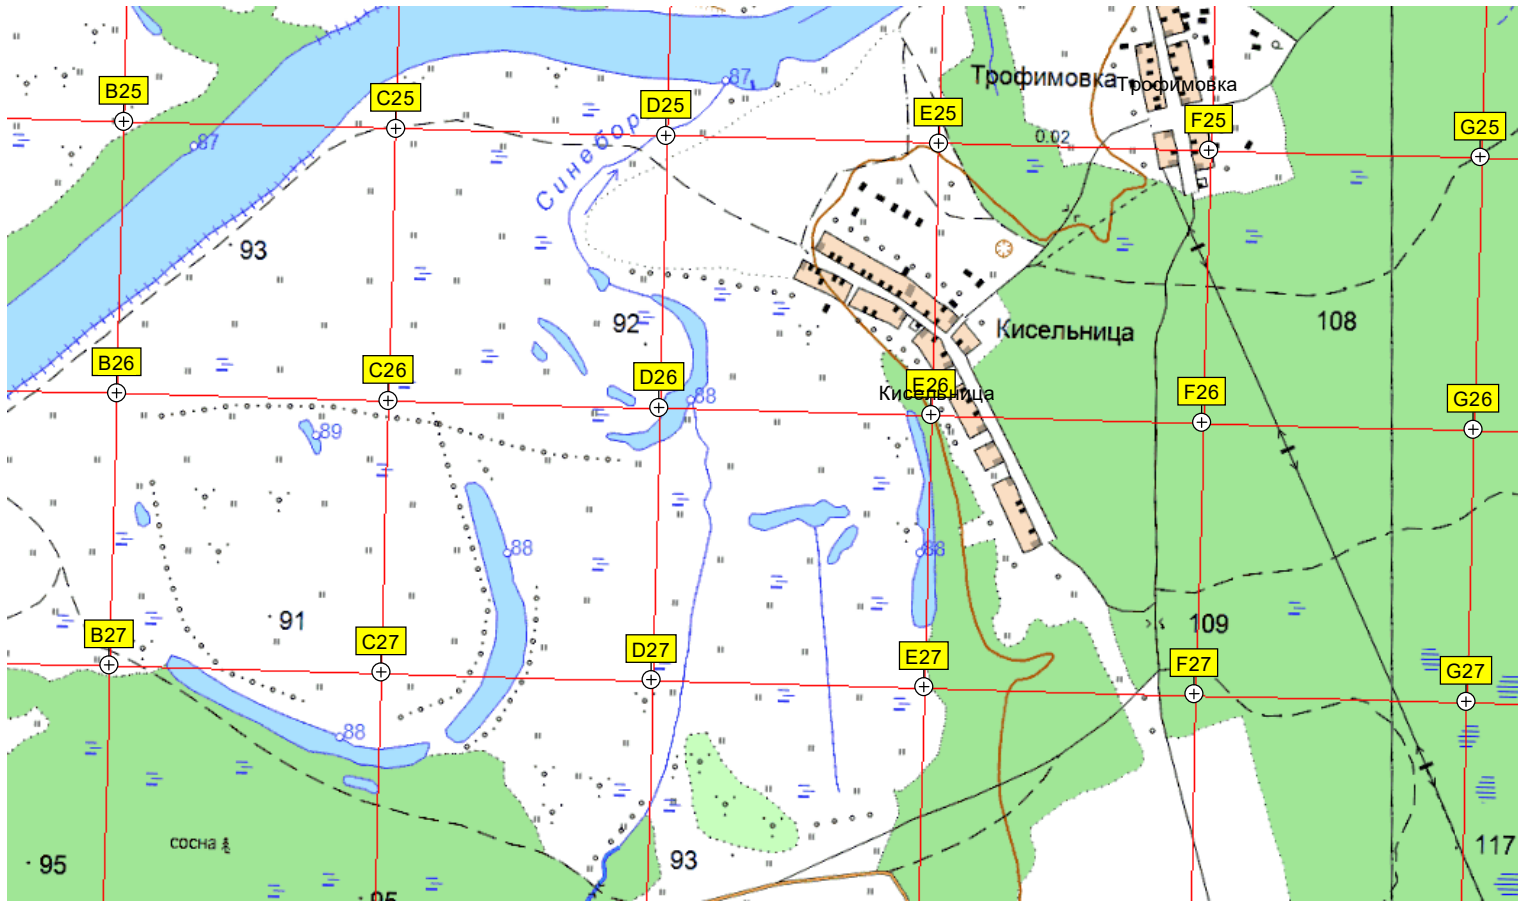 87
Трофимовка
Трофимовка
B25
C25
D25
E25
F25
G25
87
0.02
Синебор
93
92
108
Кисельница
B26
C26
D26
E26
F26
G26
Кисельница
88
89
88
88
91
109
B27
C27
D27
E27
F27
G27
88
сосна
95
93
117
95